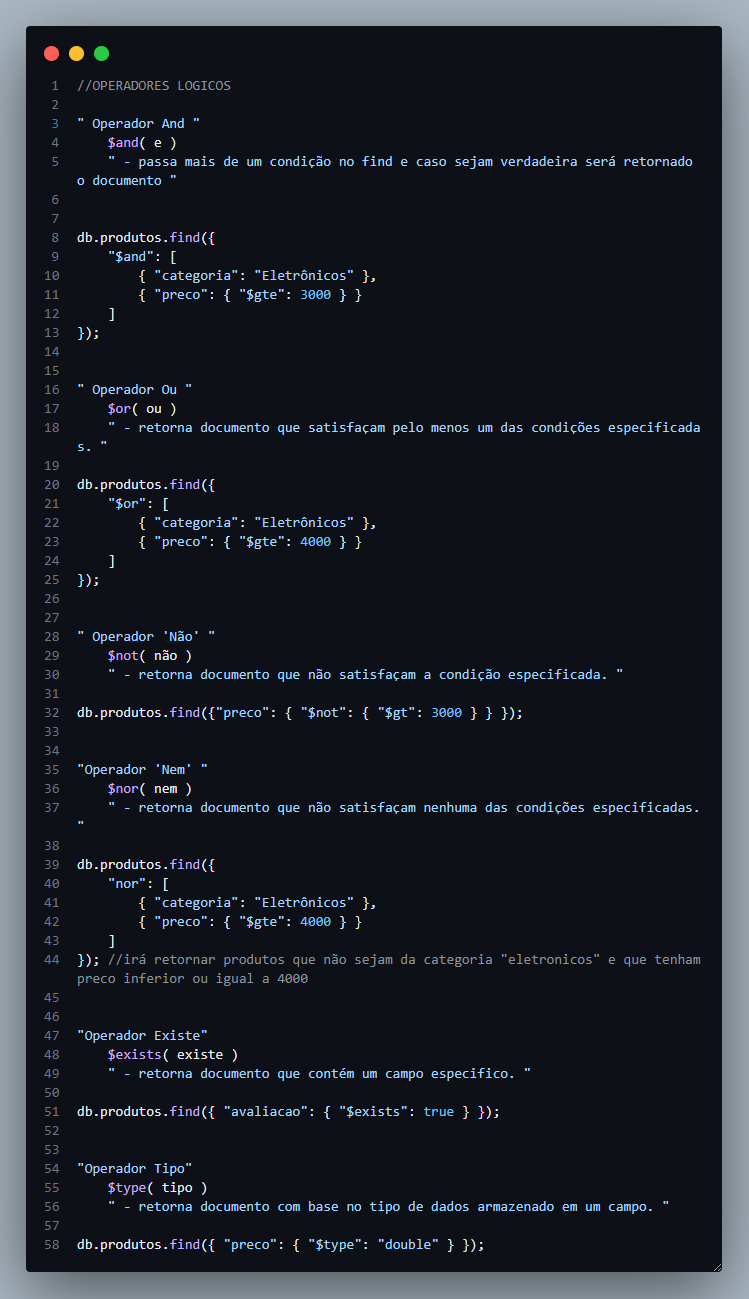 1 //OPERADORES LOGICOS
2
3 " Operador And "
4     $and( e )
5     " - passa mais de um condição no find e caso sejam verdadeira será retornado
o documento "
6
7
8 db.produtos.find({
9     "$and": [
10         { "categoria": "Eletrônicos" },
11         { "preco": { "$gte": 3000 } }
12     ]
13 });
14
15
16 " Operador Ou "
17     $or( ou )
18     " - retorna documento que satisfaçam pelo menos um das condições especificada
s. "
19
20 db.produtos.find({
21     "$or": [
22         { "categoria": "Eletrônicos" },
23         { "preco": { "$gte": 4000 } }
24     ]
25 });
26
27
28 " Operador 'Não' "
29     $not( não )
30     " - retorna documento que não satisfaçam a condição especificada. "
31
32 db.produtos.find({"preco": { "$not": { "$gt": 3000 } } });
33
34
35 "Operador 'Nem' "
36     $nor( nem )
37     " - retorna documento que não satisfaçam nenhuma das condições especificadas.
"
38
39 db.produtos.find({
40     "nor": [
41         { "categoria": "Eletrônicos" },
42         { "preco": { "$gte": 4000 } }
43     ]
44 }); //irá retornar produtos que não sejam da categoria "eletronicos" e que tenham
preco inferior ou igual a 4000
45
46
47 "Operador Existe"
48     $exists( existe )
49     " - retorna documento que contém um campo especifico. "
50
51 db.produtos.find({ "avaliacao": { "$exists": true } });
52
53
54 "Operador Tipo"
55     $type( tipo )
56     " - retorna documento com base no tipo de dados armazenado em um campo. "
57
58 db.produtos.find({ "preco": { "$type": "double" } });